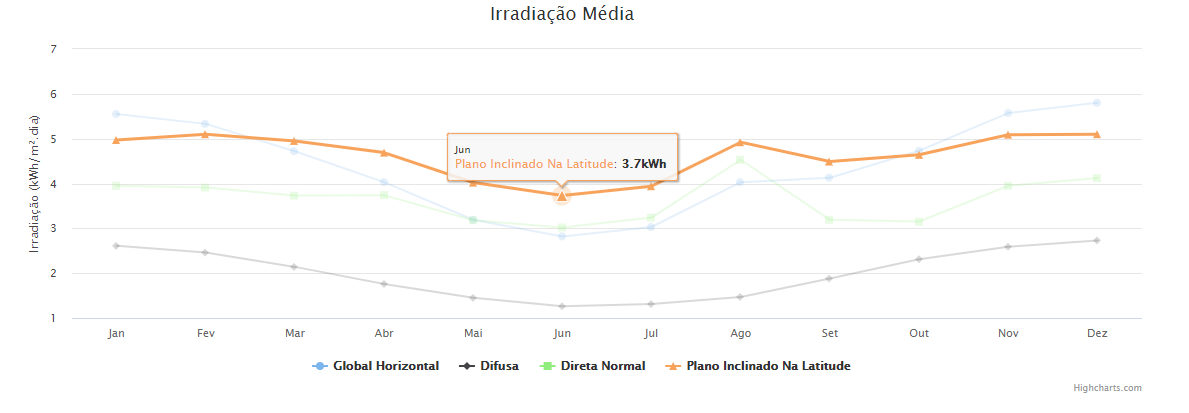 Irradiação Média
Irradiação (kWh/ m².dia)
7
6
5
4
3
2
1
Jun
Plano Inclinado Na Latitude: 3.7kWh
Jan Fev Mar Abr Mai Jun Jul Ago Set Out Nov Dez
Global Horizontal Difusa Direta Normal Plano Inclinado Na Latitude
Highcharts.com